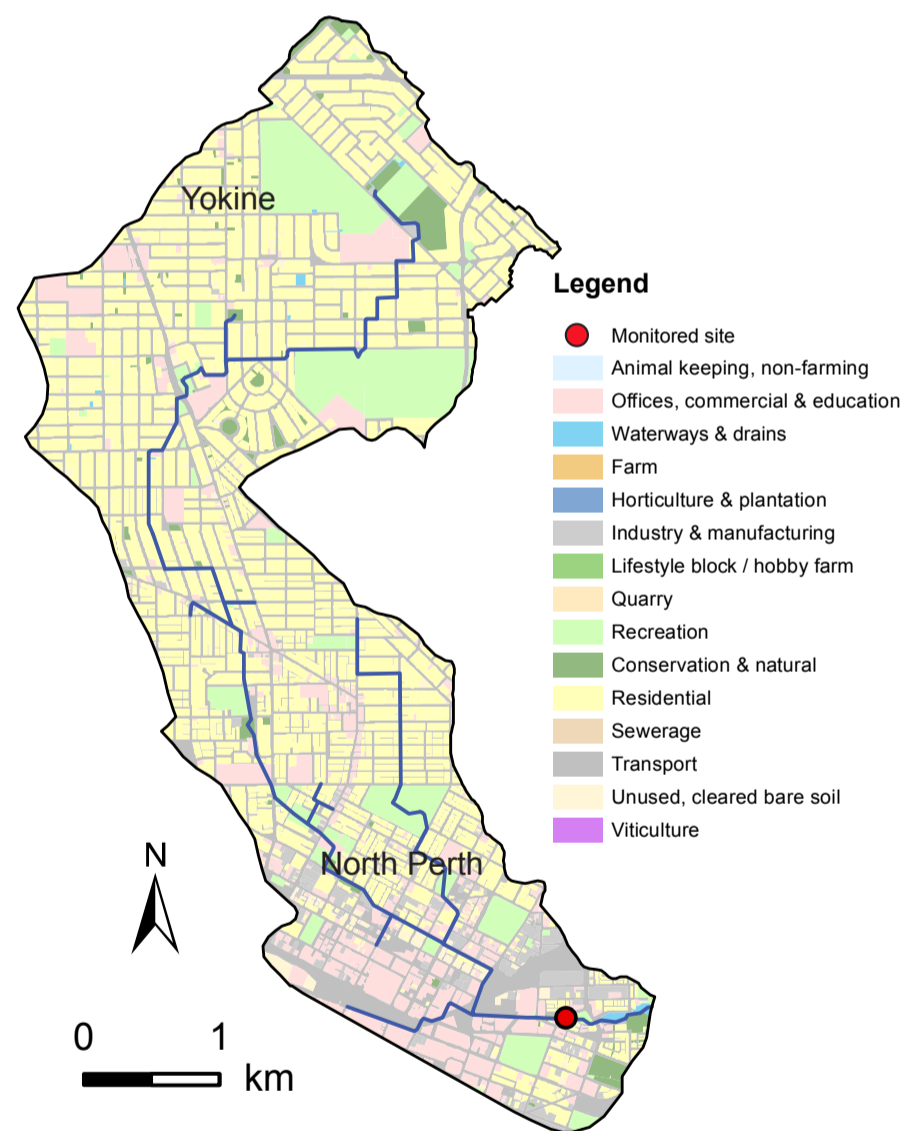 Yokine
Legend
Monitored site
Animal keeping, non-farming
Offices, commercial & education
Waterways & drains
Farm
Horticulture & plantation
Industry & manufacturing
Lifestyle block / hobby farm
Quarry
Recreation
Conservation & natural
Residential
Sewerage
Transport
Unused, cleared bare soil
Viticulture
N
North Perth
0 1
km